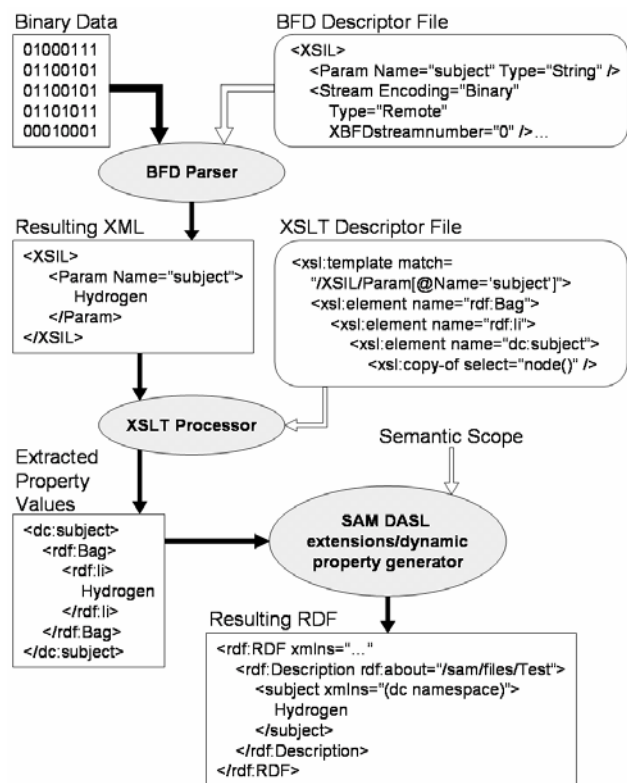 Binary Data
01000111
01100101
01100101
01101011
00010001
BFD Descriptor File
<XSIL>
<Param Name="subject" Type="String" />
<Stream Encoding="Binary"
Type="Remote"
XBFDstreamnumber="0" />...
BFD Parser
Resulting XML
<XSIL>
<Param Name="subject">
Hydrogen
</Param>
</XSIL>
XSLT Descriptor File
<xsl:template match=
"/XSIL/Param[@Name='subject']">
<xsl:element name="rdf:Bag">
<xsl:element name="rdf:li">
<xsl:element name="dc:subject">
<xsl:copy-of select="node()" />
XSLT Processor
Semantic Scope
Extracted
Property
Values
<dc:subject>
<rdf:Bag>
<rdf:li>
Hydrogen
</rdf:li>
</rdf:Bag>
</dc:subject>
SAM DASL
extensions/dynamic
property generator
Resulting RDF
<rdf:RDF xmlns="..."
<rdf:Description rdf:about="/sam/files/Test">
<subject xmlns="(dc namespace)">
Hydrogen
</subject>
</rdf:Description>
</rdf:RDF>